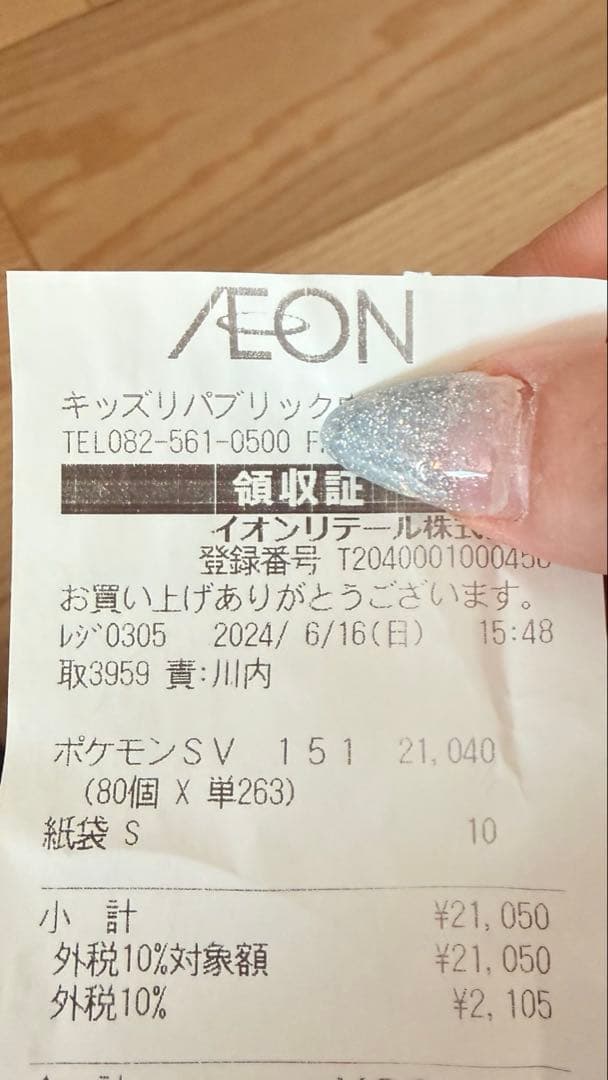 ÆON
キッズリパブリック
TEL082-561-0500
領収証
イオンリテール株式
登録番号 T2040001000456
お買い上げありがとうございます。
ﾚｼﾞ0305 2024/ 6/16(日) 15:48
取3959 責:川内
ポケモンSV 151 21,040
(80個 X 単263)
紙袋 S 10
小 計 ¥21,050
外税10%対象額 ¥21,050
外税10% ¥2,105